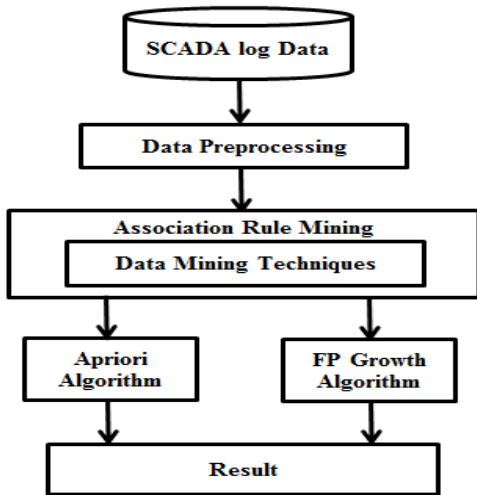 SCADA log Data
Data Preprocessing
Association Rule Mining
Data Mining Techniques
Apriori
Algorithm
FP Growth
Algorithm
Result